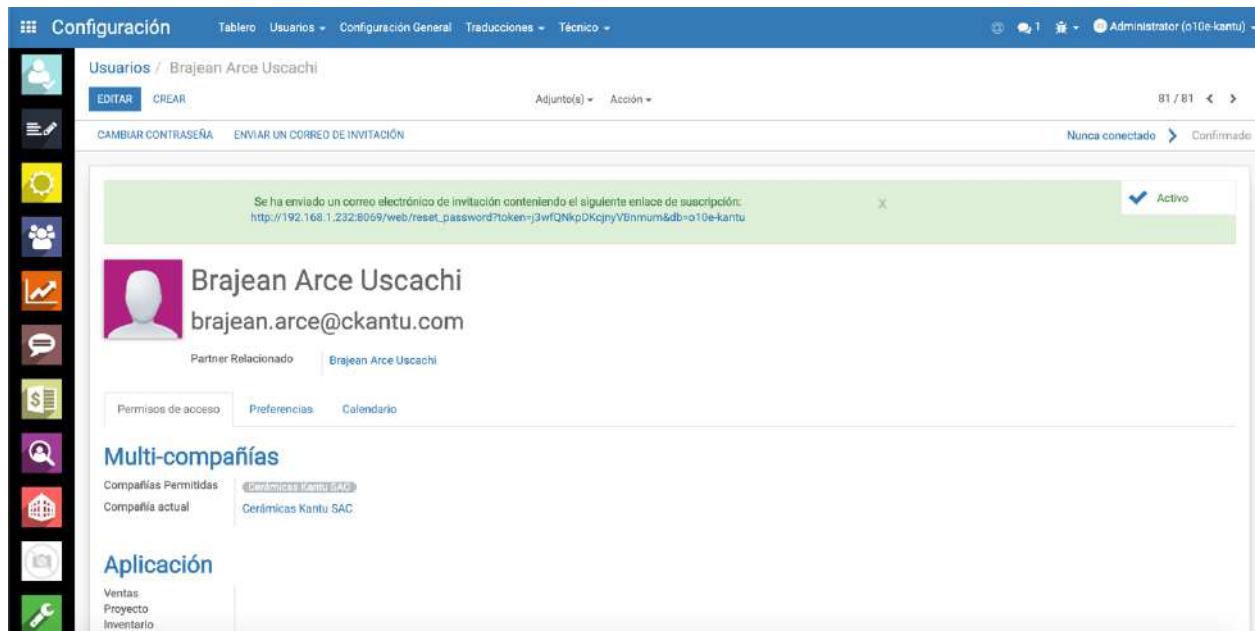 Configuración Tablero Usuarios Configuración General Traducciones Técnico 1 Administrator (o10e-kantu)
Usuarios / Brajean Arce Uscachi
EDITAR CREAR Adjunto(s) Acción 81 / 81
CAMBIAR CONTRASEÑA ENVIAR UN CORREO DE INVITACIÓN Nunca conectado Confirmado
Se ha enviado un correo electrónico de invitación conteniendo el siguiente enlace de suscripción: X Activo
http://192.168.1.232:8069/web/reset_password?token=j3wfQNkpDKcjnyVBnmum&db=o10e-kantu
Brajean Arce Uscachi
brajean.arce@ckantu.com
Partner Relacionado Brajean Arce Uscachi
Permisos de acceso Preferencias Calendario
Multi-compañías
Compañías Permitidas Cerámicas Kantu SAC
Compañía actual Cerámicas Kantu SAC
Aplicación
Ventas
Proyecto
Inventario